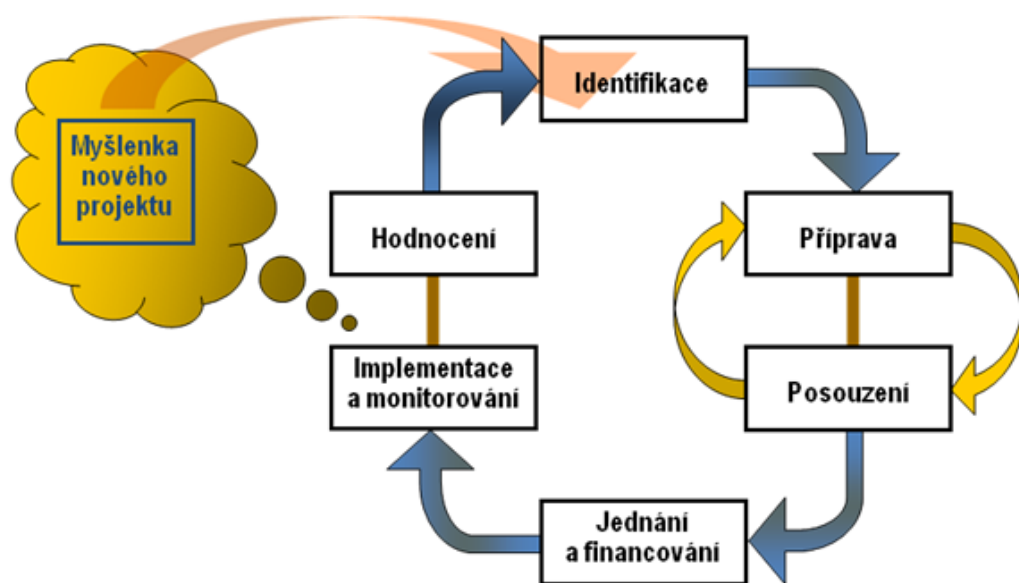 Identifikace
Myšlenka
nového
projektu
Hodnocení
Příprava
Implementace
a monitorování
Posouzení
Jednání
a financování